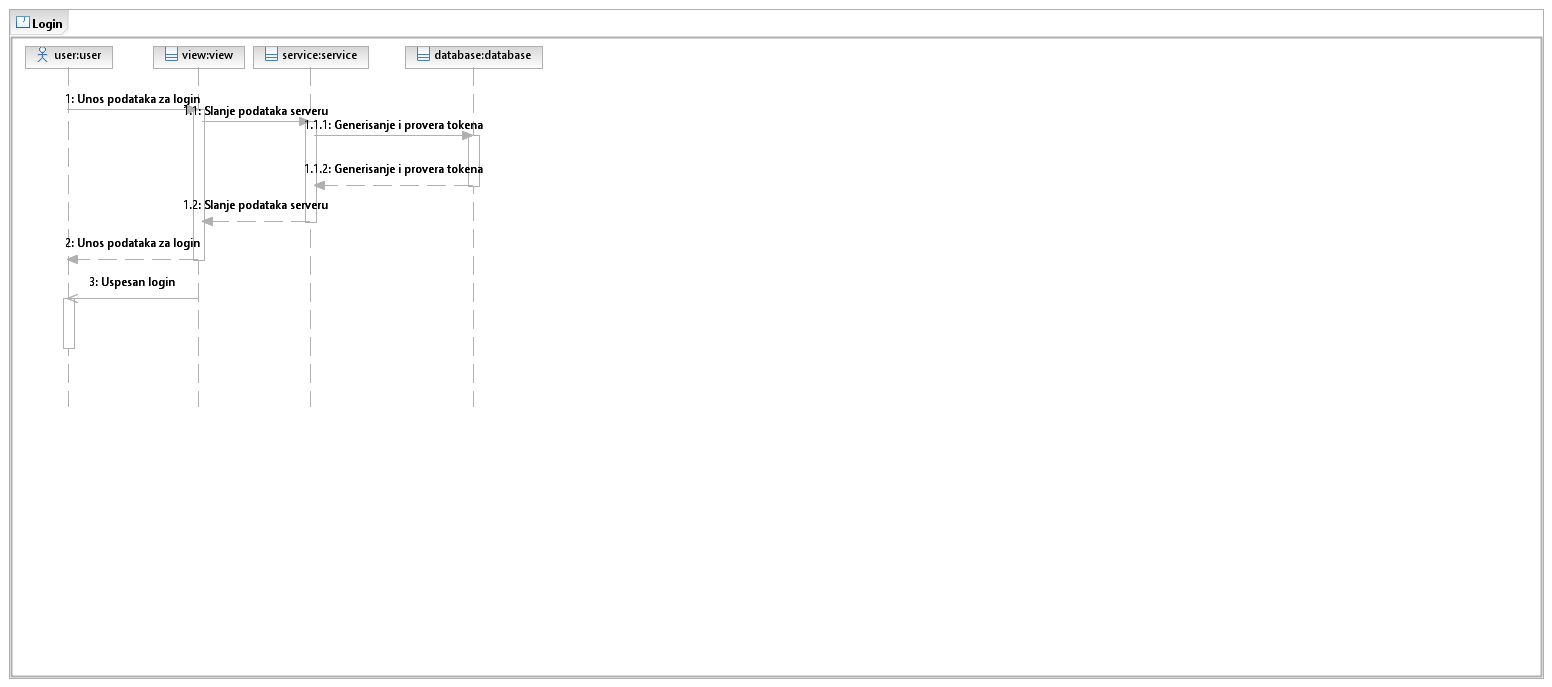 Login
user:user
view:view
service:service
database:database
1: Unos podataka za login
1.1: Slanje podataka serveru
1.1.1: Generisanje i provera tokena
1.1.2: Generisanje i provera tokena
1.2: Slanje podataka serveru
2: Unos podataka za login
3: Uspesan login